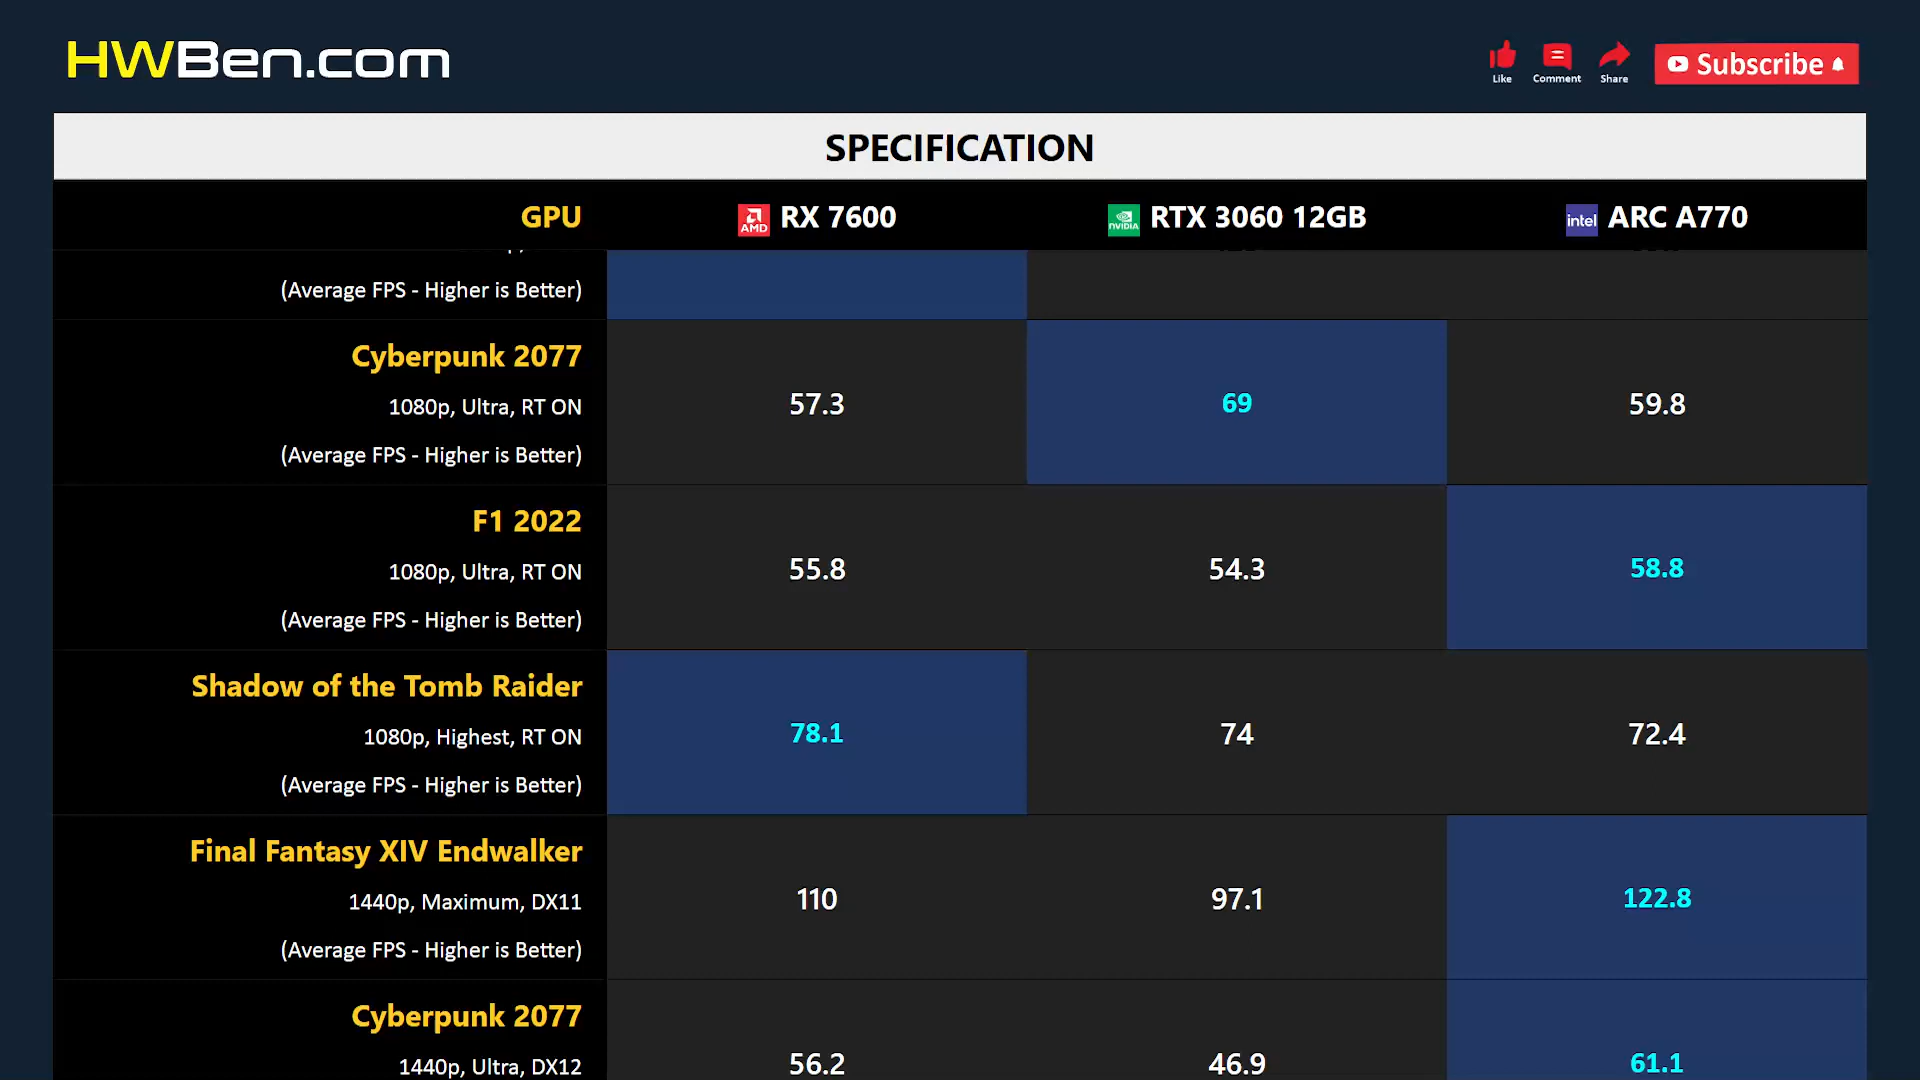 HWBen.com
Like
Comment
Share
Subscribe
SPECIFICATION
GPU
AMD RX 7600
NVIDIA RTX 3060 12GB
intel ARC A770
(Average FPS - Higher is Better)
Cyberpunk 2077
1080p, Ultra, RT ON
(Average FPS - Higher is Better)
57.3
69
59.8
F1 2022
1080p, Ultra, RT ON
(Average FPS - Higher is Better)
55.8
54.3
58.8
Shadow of the Tomb Raider
1080p, Highest, RT ON
(Average FPS - Higher is Better)
78.1
74
72.4
Final Fantasy XIV Endwalker
1440p, Maximum, DX11
(Average FPS - Higher is Better)
110
97.1
122.8
Cyberpunk 2077
1440p, Ultra, DX12
56.2
46.9
61.1